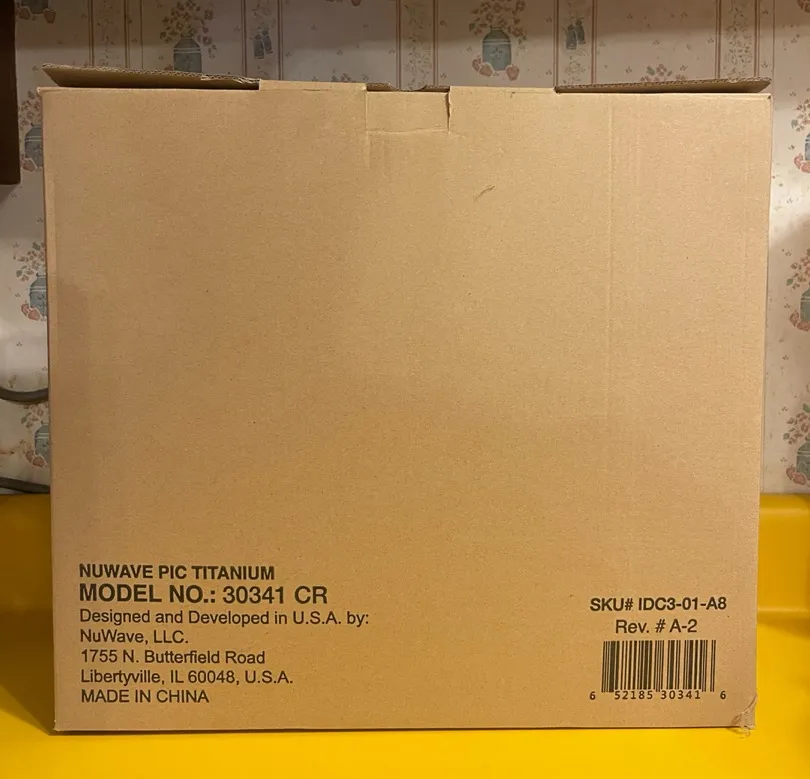 NUWAVE PIC TITANIUM
MODEL NO.: 30341 CR
Designed and Developed in U.S.A. by:
NuWave, LLC.
1755 N. Butterfield Road
Libertyville, IL 60048, U.S.A.
MADE IN CHINA
SKU# IDC3-01-A8
Rev. # A-2
6 52185 30341 6